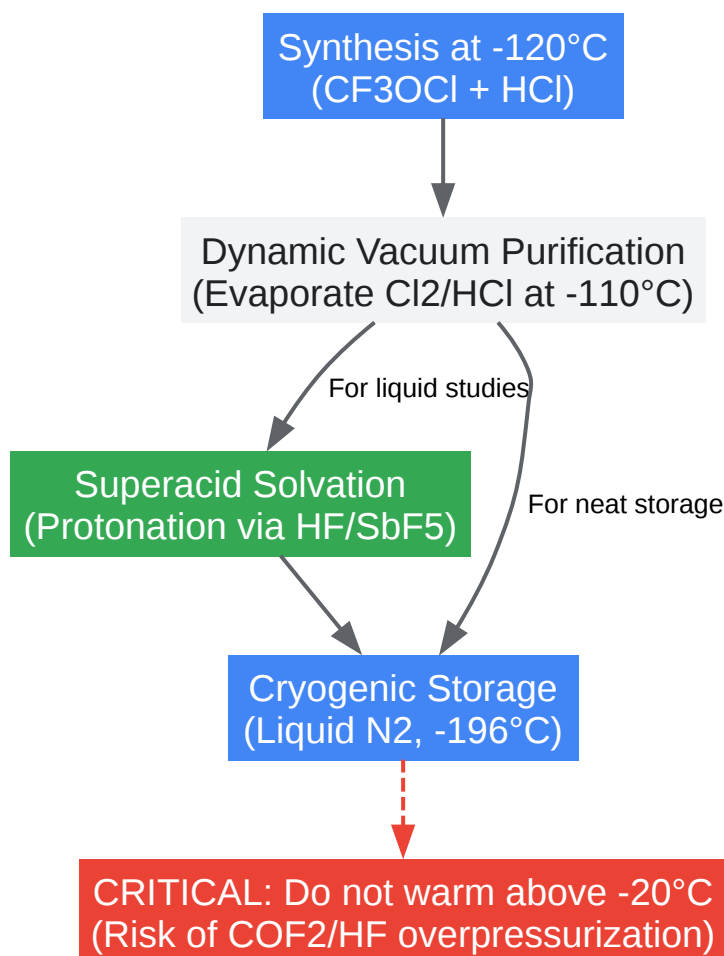 Synthesis at -120°C
(CF3OCl + HCl)
Dynamic Vacuum Purification
(Evaporate Cl2/HCl at -110°C)
For liquid studies
Superacid Solvation
(Protonation via HF/SbF5)
For neat storage
Cryogenic Storage
(Liquid N2, -196°C)
CRITICAL: Do not warm above -20°C
(Risk of COF2/HF overpressurization)